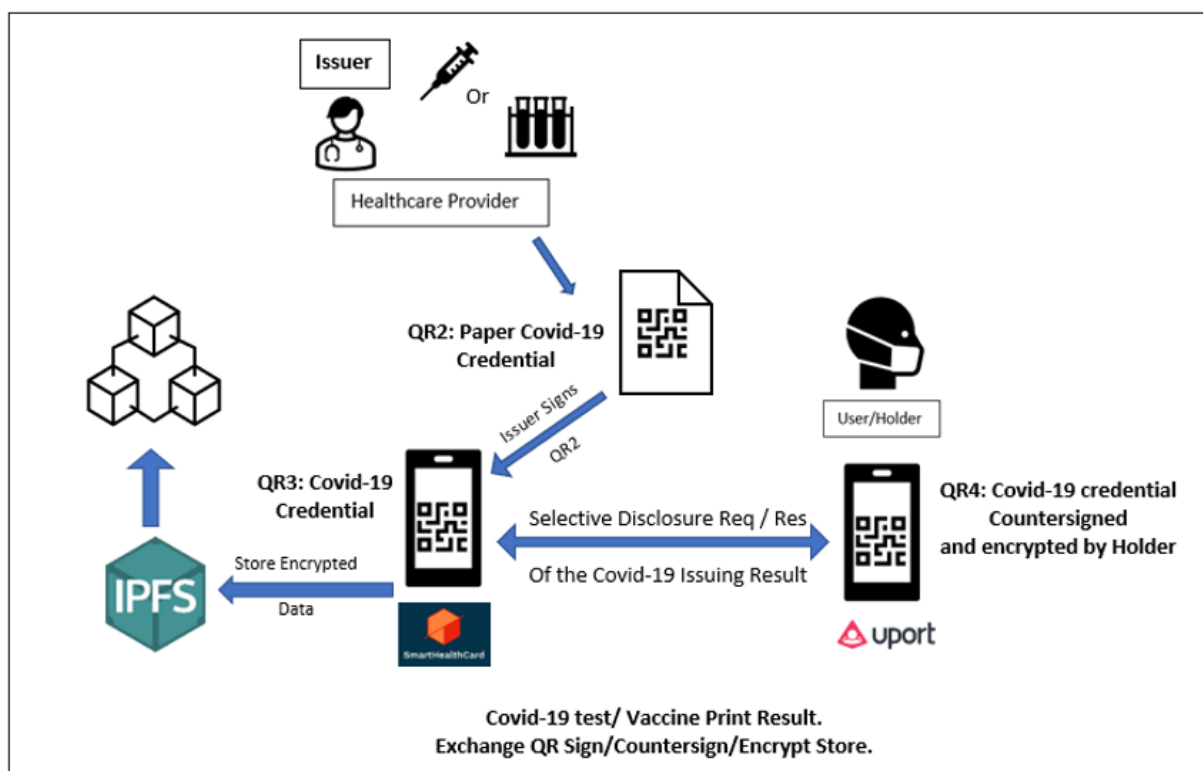 Issuer
Or
Healthcare Provider
QR2: Paper Covid-19
Credential
Issuer Signs
QR2
User/Holder
QR3: Covid-19
Credential
QR4: Covid-19 credential
Countersigned
and encrypted by Holder
Selective Disclosure Req / Res
Of the Covid-19 Issuing Result
Store Encrypted
Data
IPFS
SmartHealthCard
uport
Covid-19 test/ Vaccine Print Result.
Exchange QR Sign/Countersign/Encrypt Store.